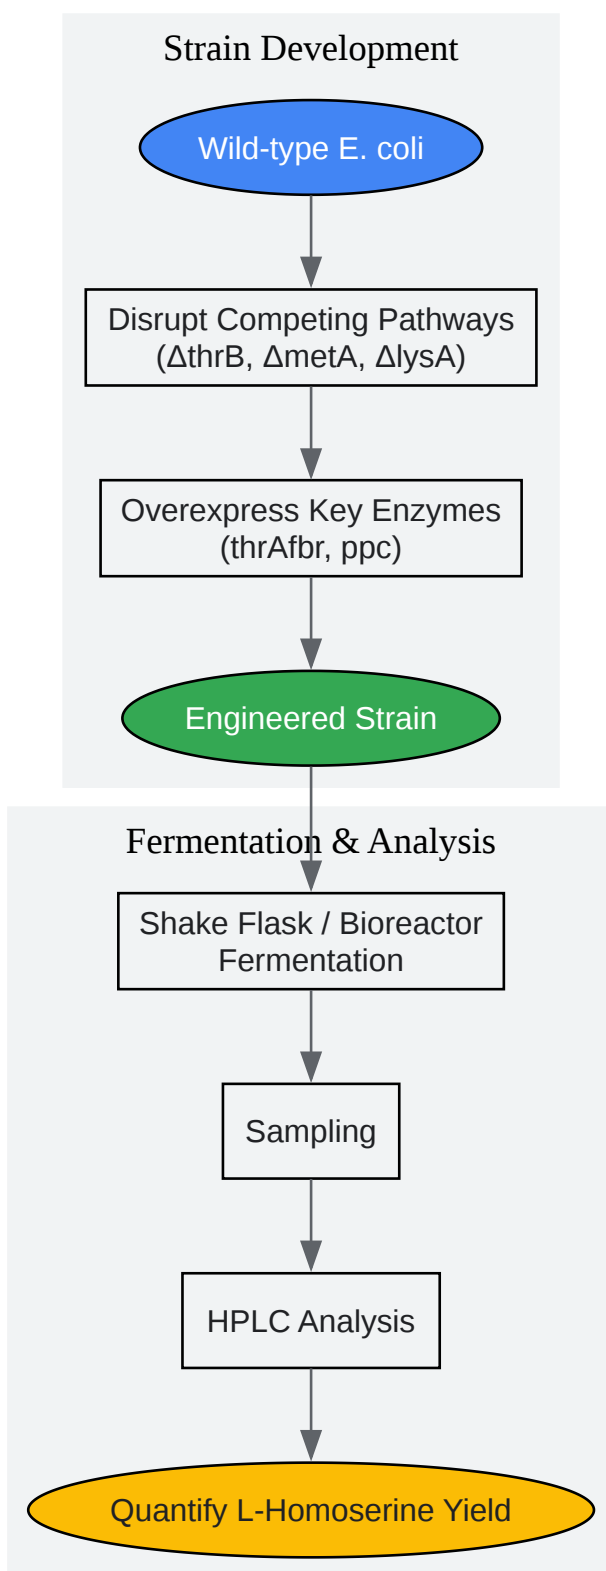 Strain Development
Wild-type E. coli
Disrupt Competing Pathways
(ΔthrB, ΔmetA, ΔlysA)
Overexpress Key Enzymes
(thrAfbr, ppc)
Engineered Strain
Fermentation & Analysis
Shake Flask / Bioreactor
Fermentation
Sampling
HPLC Analysis
Quantify L-Homoserine Yield